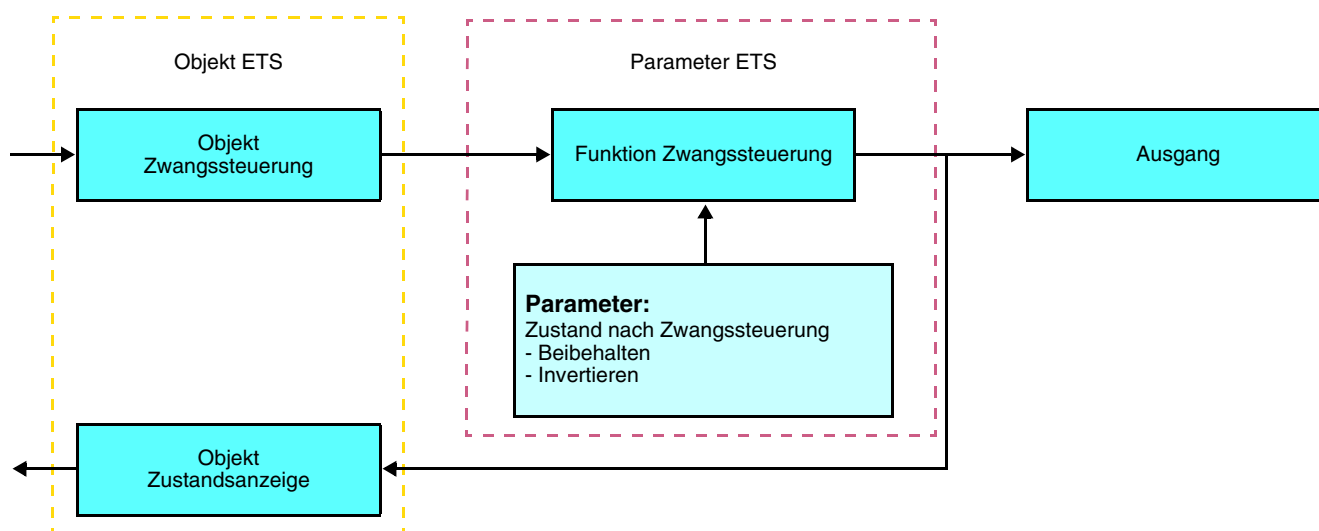 Objekt ETS
Parameter ETS
Objekt
Zwangssteuerung
Funktion Zwangssteuerung
Ausgang
Parameter:
Zustand nach Zwangssteuerung
- Beibehalten
- Invertieren
Objekt
Zustandsanzeige